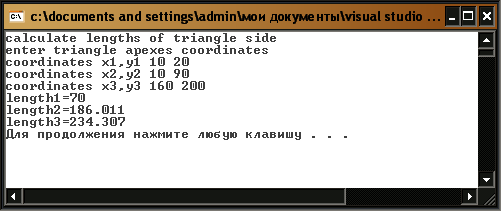 c:\documents and settings\admin\мои документы\visual studio ...
calculate lengths of triangle side
enter triangle apexes coordinates
coordinates x1,y1 10 20
coordinates x2,y2 10 90
coordinates x3,y3 160 200
length1=70
length2=186.011
length3=234.307
Для продолжения нажмите любую клавишу . . .